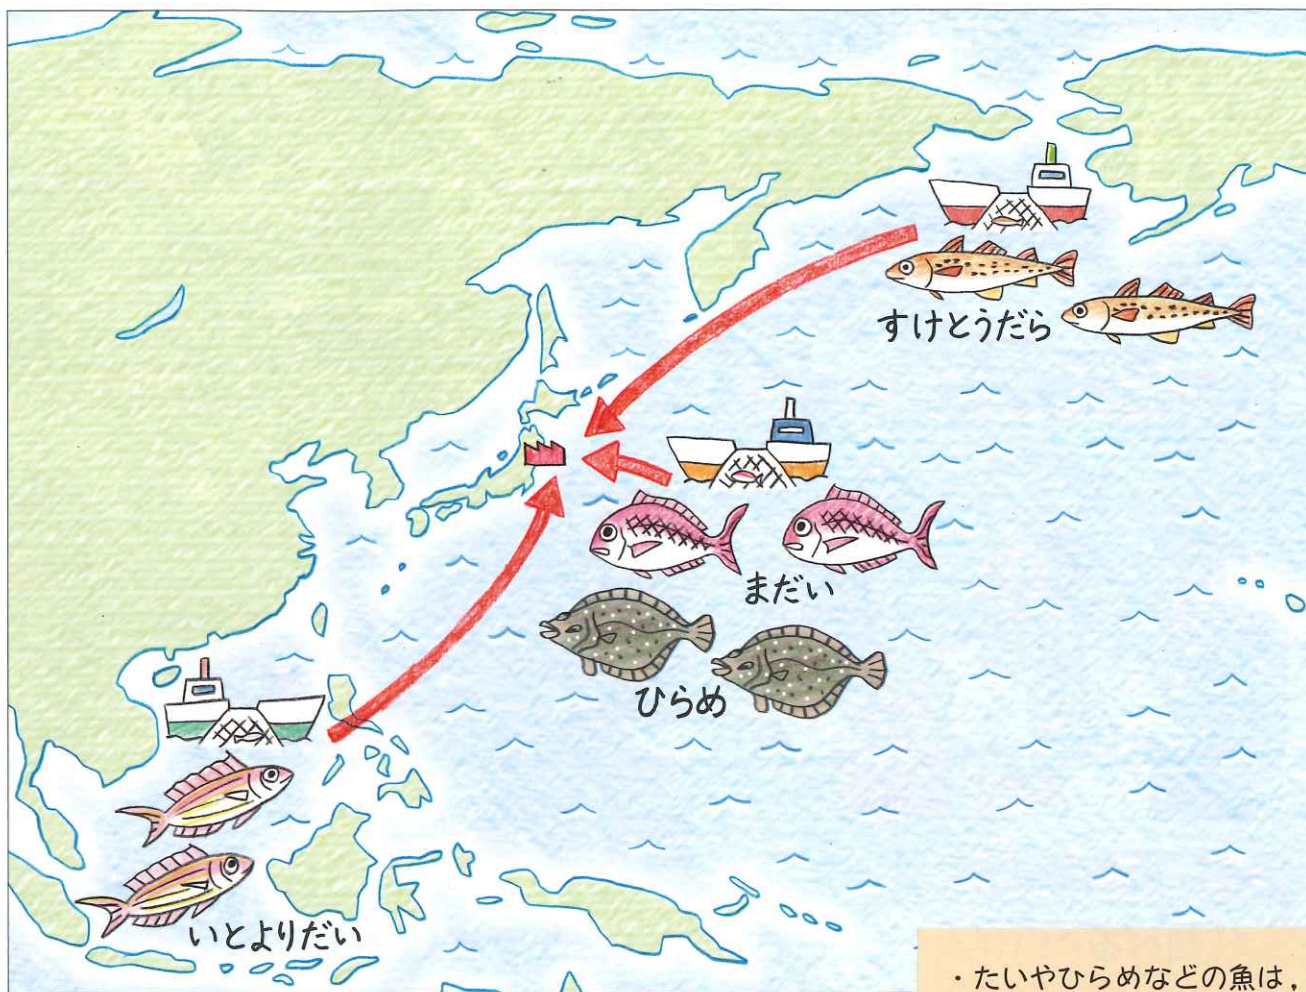 すけとうだら
まだい
ひらめ
いとよりだい
・たいやひらめなどの魚は，